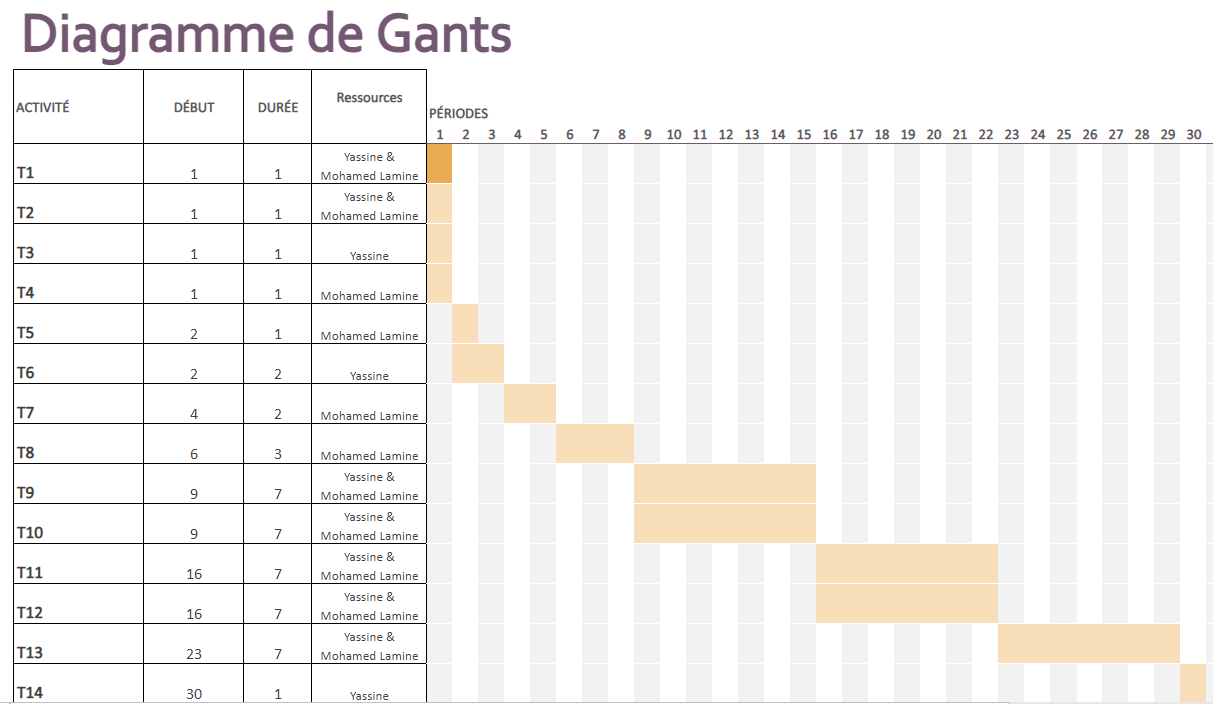 Diagramme de Gants
ACTIVITÉ DÉBUT DURÉE Ressources PÉRIODES
1 2 3 4 5 6 7 8 9 10 11 12 13 14 15 16 17 18 19 20 21 22 23 24 25 26 27 28 29 30
T1 1 1 Yassine &
Mohamed Lamine
T2 1 1 Yassine &
Mohamed Lamine
T3 1 1 Yassine
T4 1 1 Mohamed Lamine
T5 2 1 Mohamed Lamine
T6 2 2 Yassine
T7 4 2 Mohamed Lamine
T8 6 3 Mohamed Lamine
T9 9 7 Yassine &
Mohamed Lamine
T10 9 7 Yassine &
Mohamed Lamine
T11 16 7 Yassine &
Mohamed Lamine
T12 16 7 Yassine &
Mohamed Lamine
T13 23 7 Yassine &
Mohamed Lamine
T14 30 1 Yassine